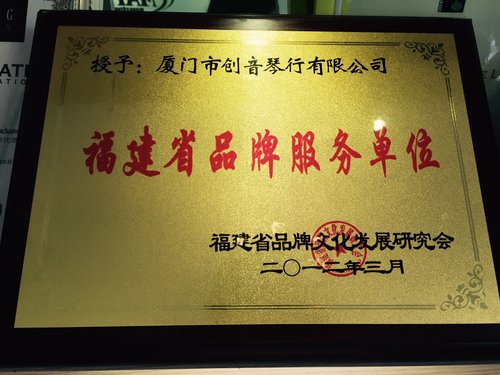 授予：厦门市创音琴行有限公司
福建省品牌服务单位
福建省品牌文化发展研究会
二〇一二年三月